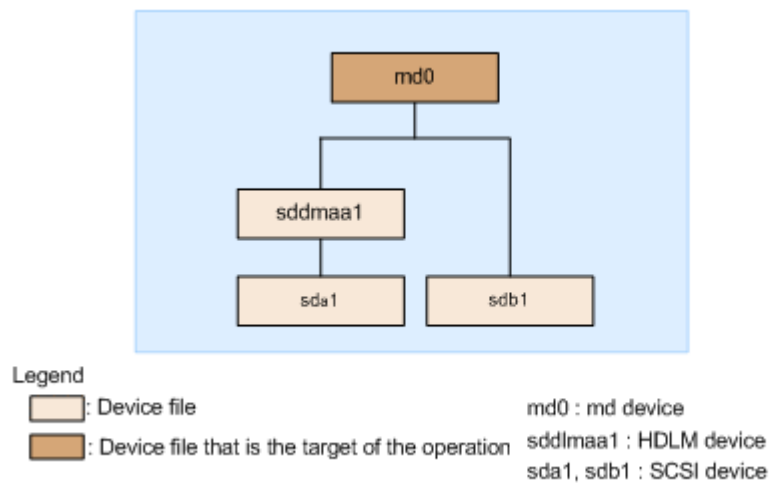 md0
sddmaa1
sda1
sdb1
Legend
: Device file
: Device file that is the target of the operation
md0 : md device
sddlmaa1 : HDLM device
sda1, sdb1 : SCSI device